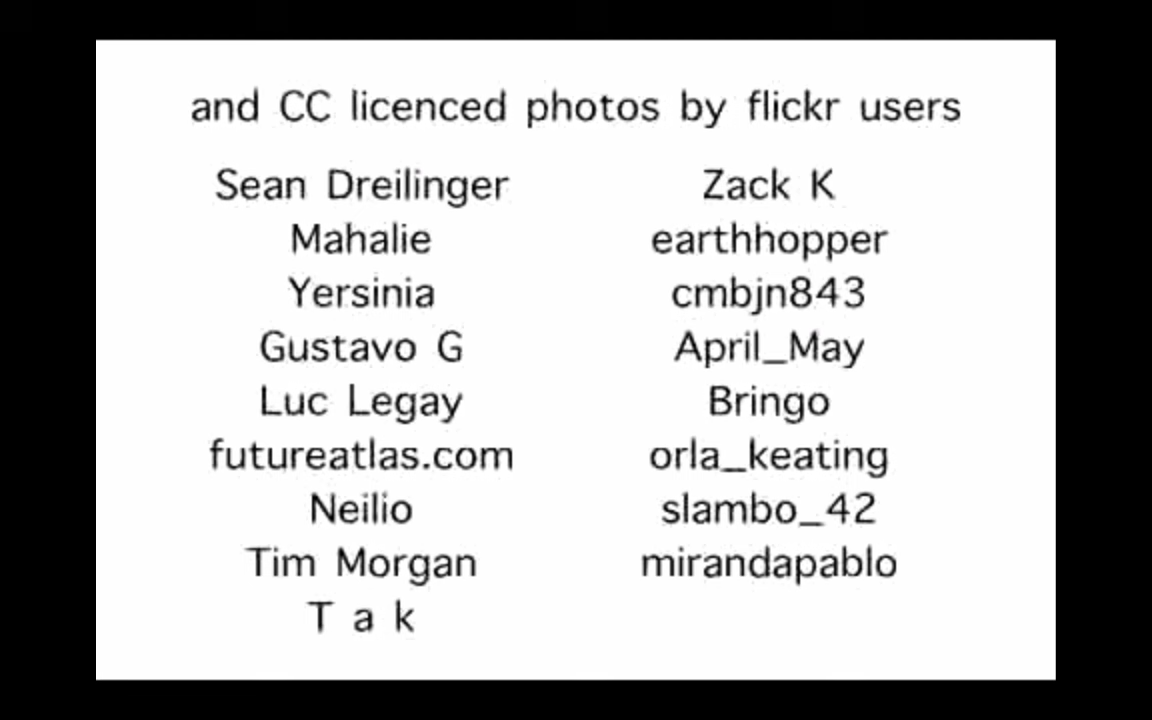 and CC licenced photos by flickr users
Sean Dreilinger
Mahalie
Yersinia
Gustavo G
Luc Legay
futureatlas.com
Neilio
Tim Morgan
T a k
Zack K
earthhopper
cmbjn843
April_May
Bringo
orla_keating
slambo_42
mirandapablo